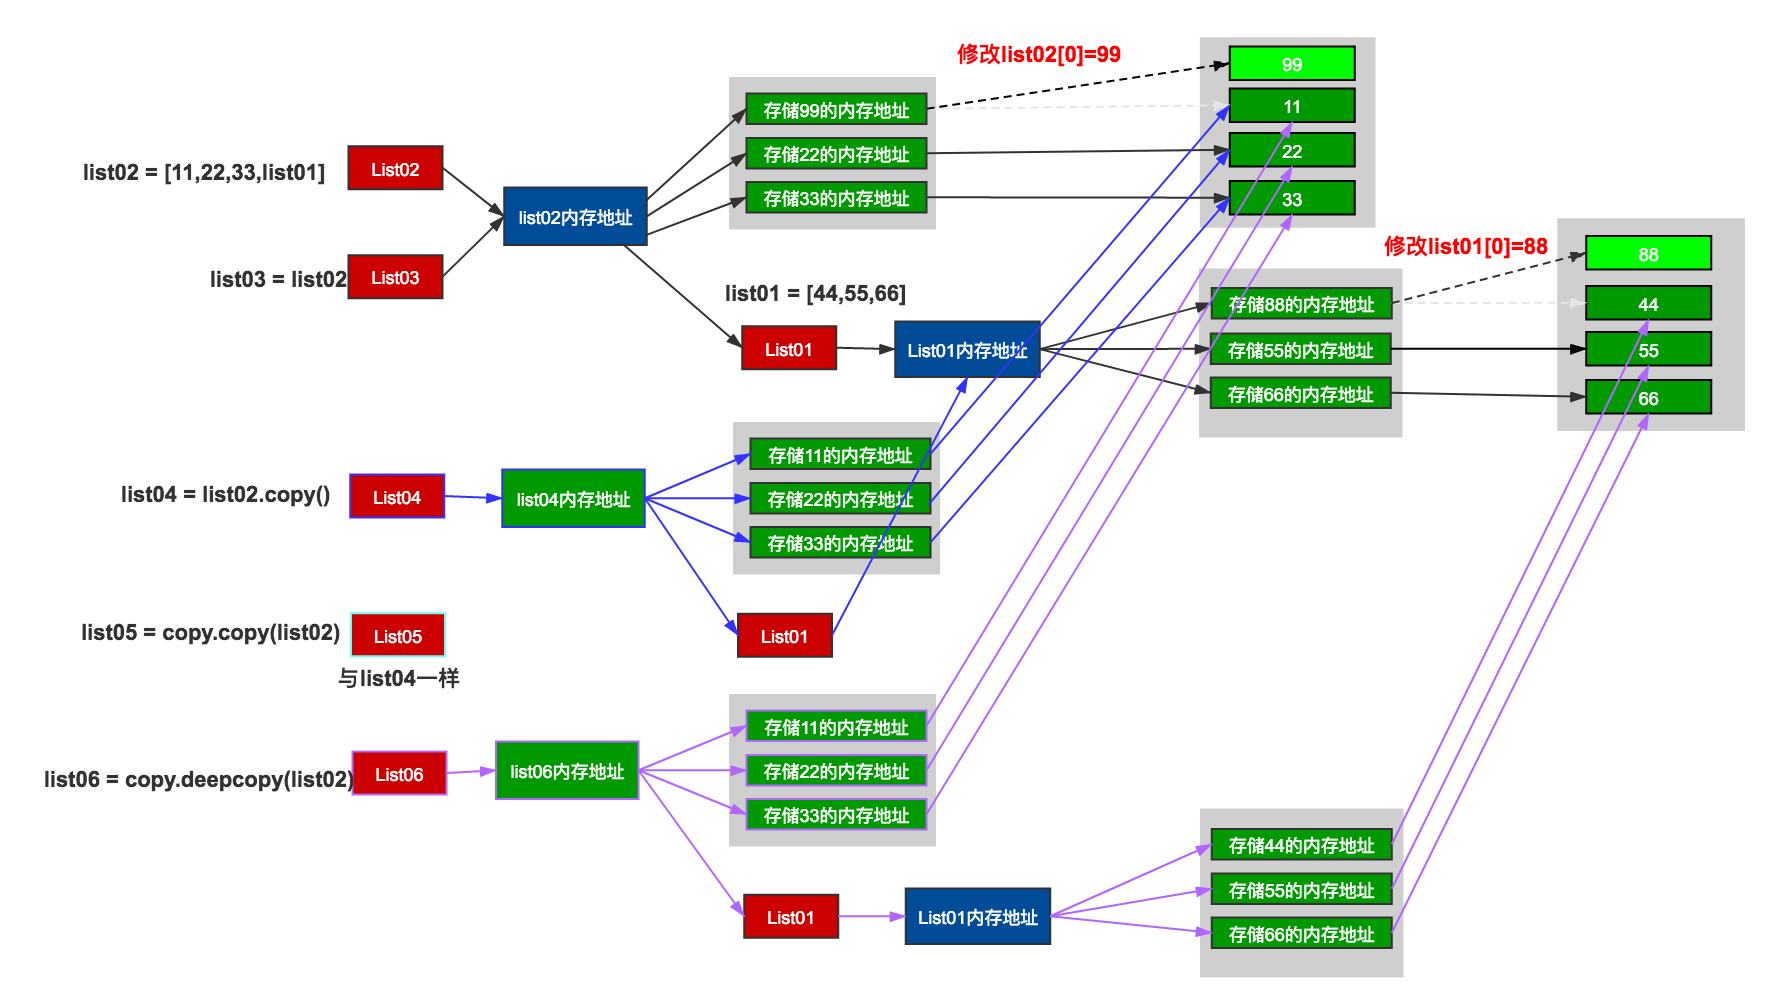 修改list02[0]=99
99
存储99的内存地址
11
list02 = [11,22,33,list01]
List02
存储22的内存地址
22
存储33的内存地址
33
list02内存地址
list03 = list02
List03
修改list01[0]=88
88
list01 = [44,55,66]
存储88的内存地址
44
List01
List01内存地址
存储55的内存地址
55
存储66的内存地址
66
list04 = list02.copy()
List04
list04内存地址
存储11的内存地址
存储22的内存地址
存储33的内存地址
List01
list05 = copy.copy(list02)
List05
与list04一样
list06 = copy.deepcopy(list02)
List06
list06内存地址
存储11的内存地址
存储22的内存地址
存储33的内存地址
List01
List01内存地址
存储44的内存地址
存储55的内存地址
存储66的内存地址